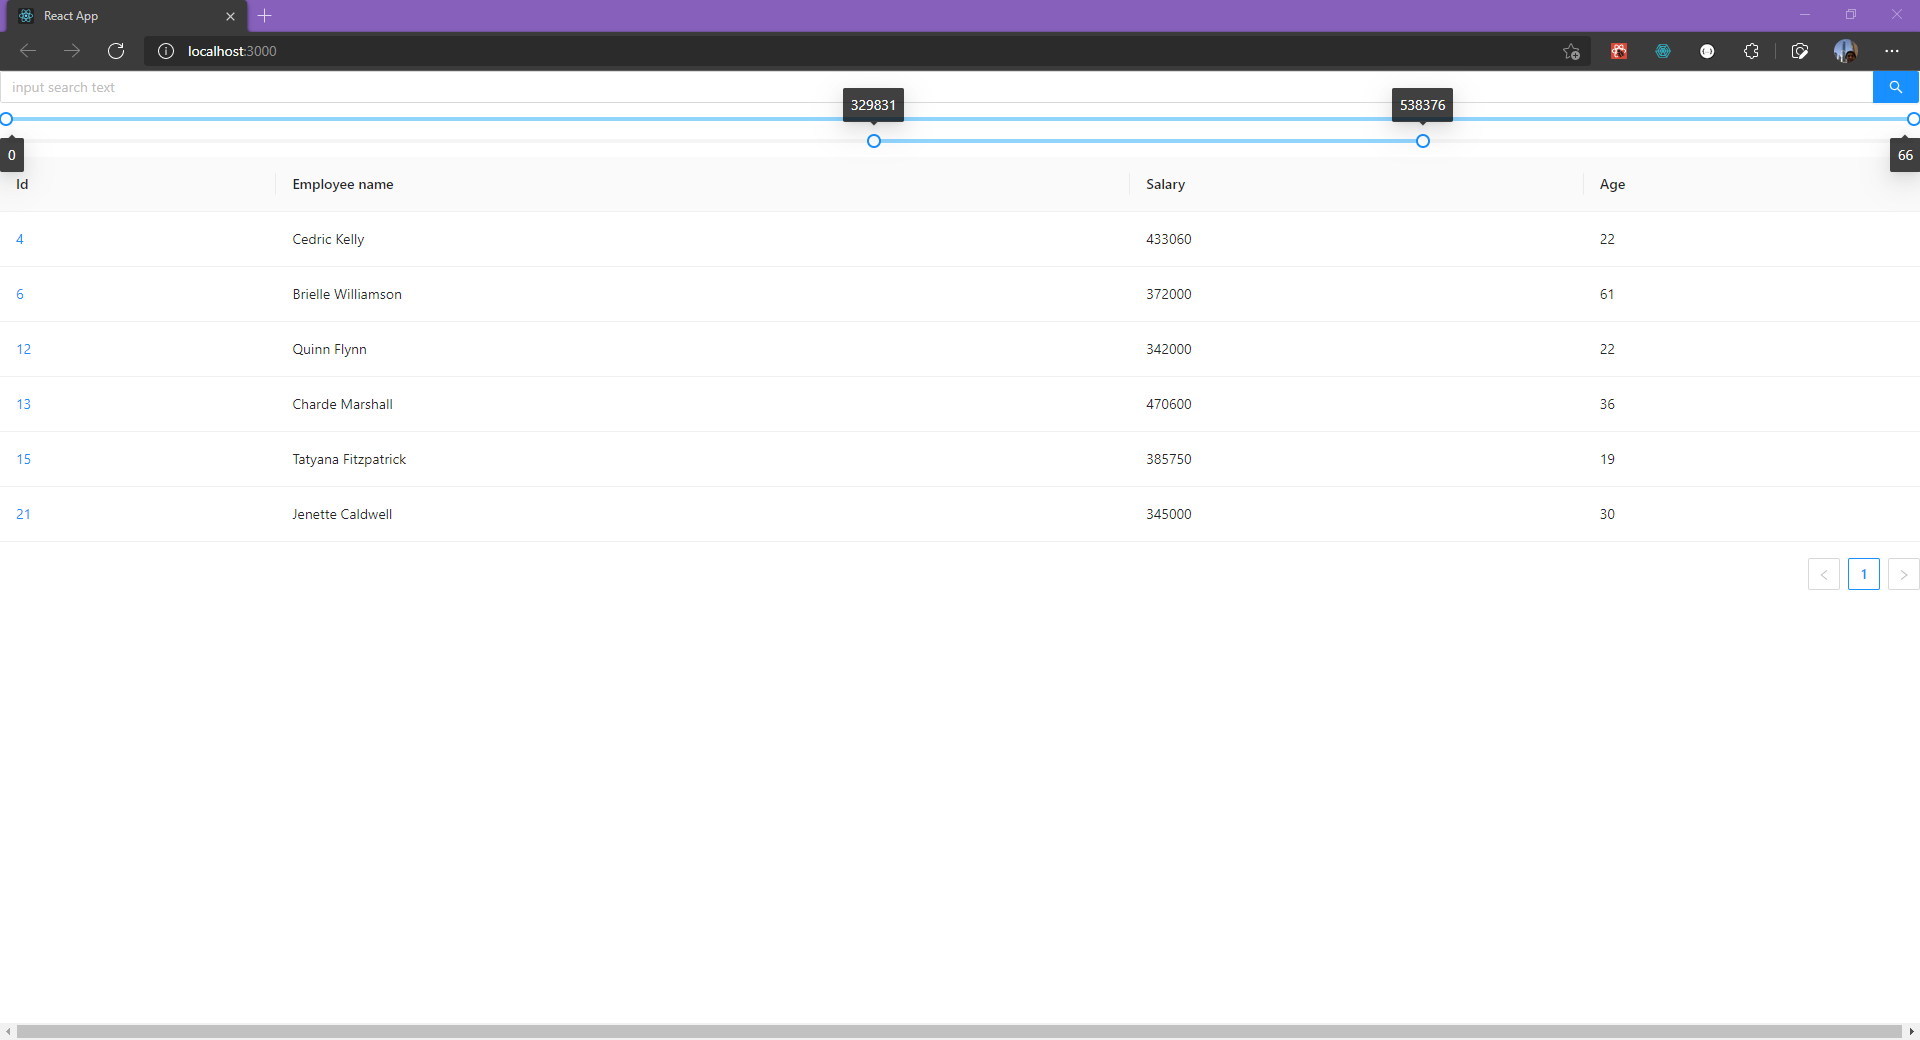 React App
localhost:3000
input search text
329831
538376
0
66
Id Employee name Salary Age
4 Cedric Kelly 433060 22
6 Brielle Williamson 372000 61
12 Quinn Flynn 342000 22
13 Charde Marshall 470600 36
15 Tatyana Fitzpatrick 385750 19
21 Jenette Caldwell 345000 30
< 1 >